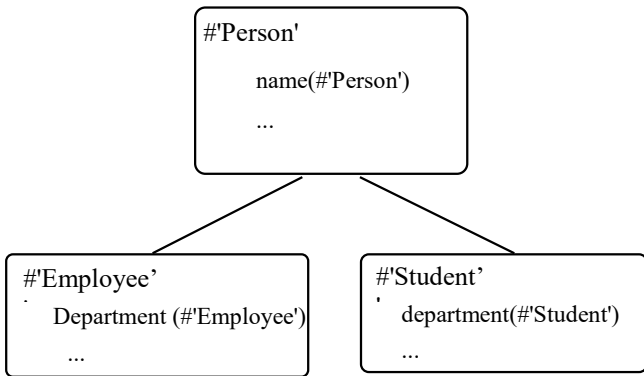 #'Person'
name(#'Person')
...
#'Employee’
'
Department (#'Employee')
...
#'Student’
'
department(#'Student')
...